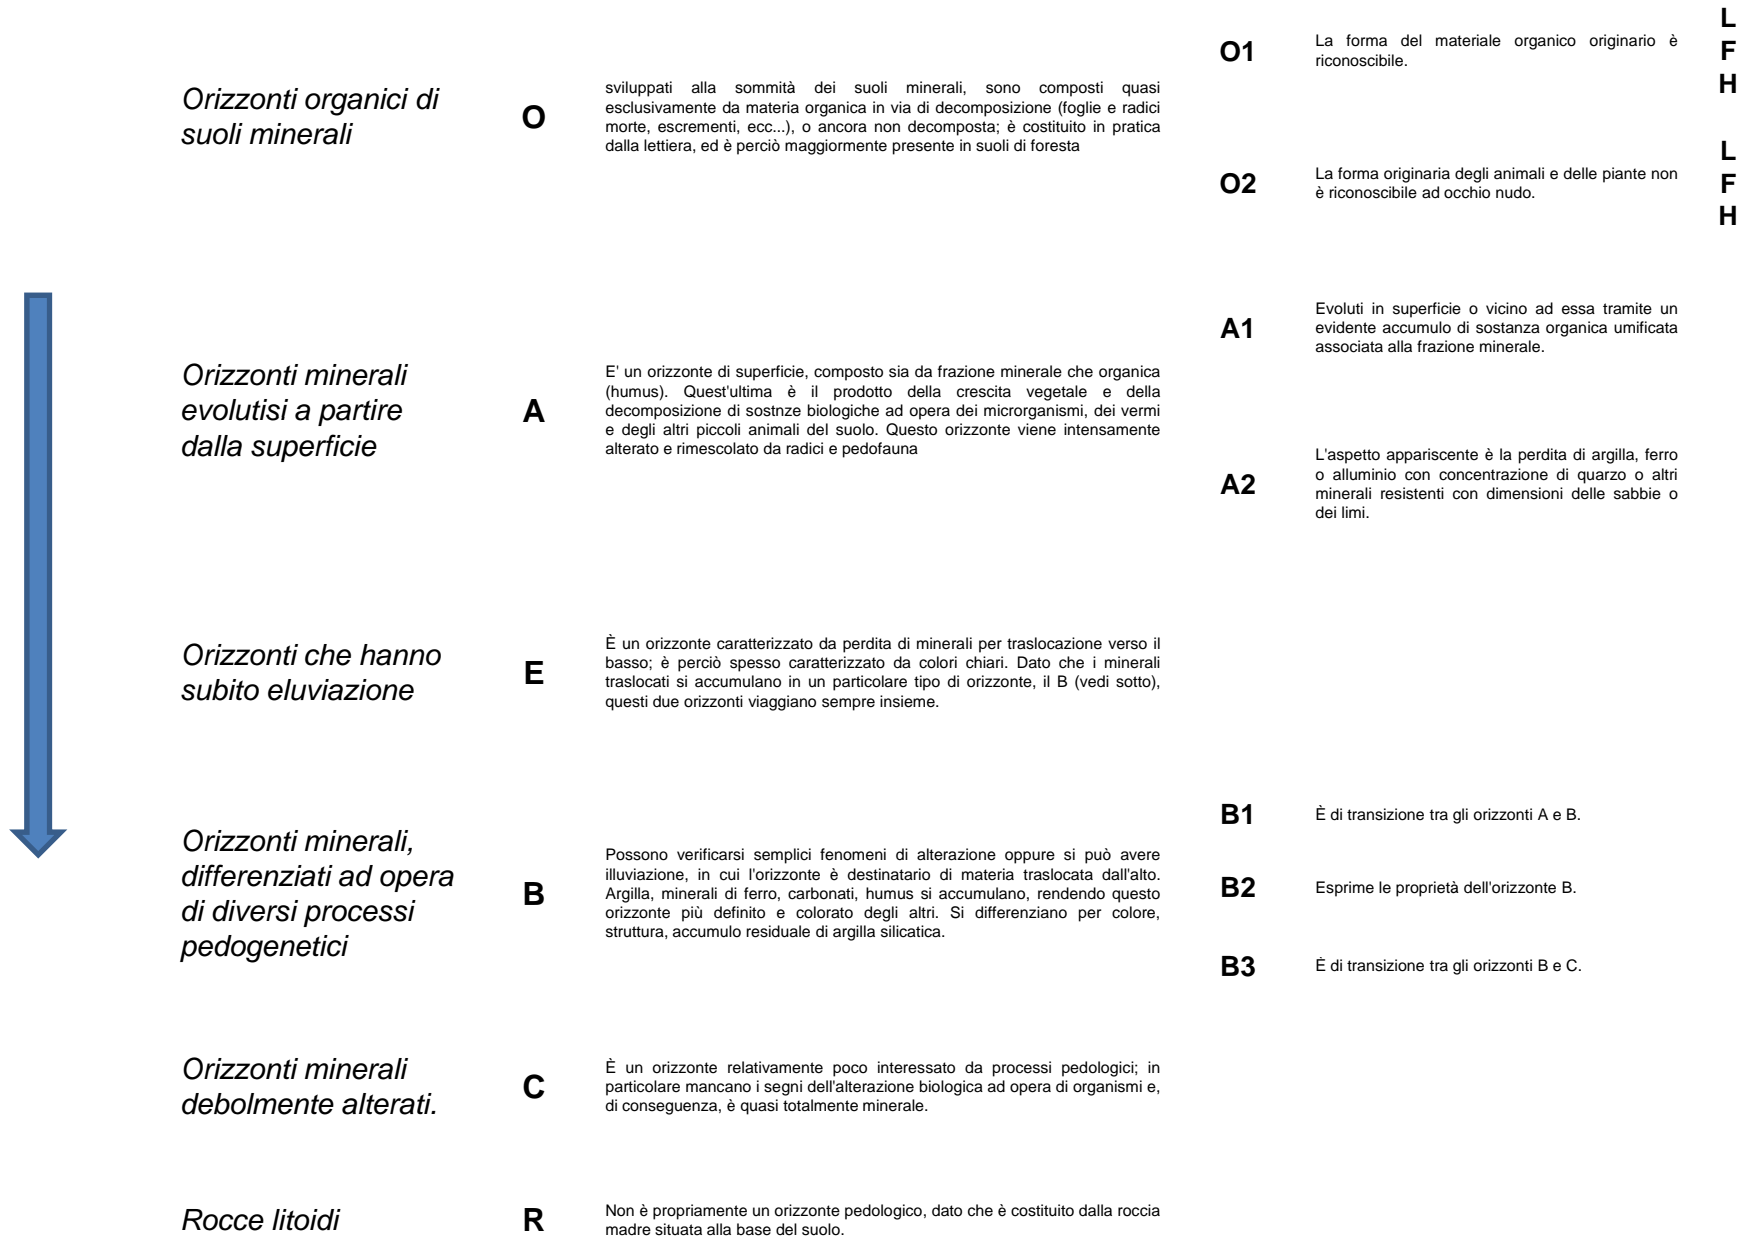 Orizzonti organici di
suoli minerali
O
sviluppati alla sommità dei suoli minerali, sono composti quasi
esclusivamente da materia organica in via di decomposizione (foglie e radici
morte, escrementi, ecc...), o ancora non decomposta; è costituito in pratica
dalla lettiera, ed è perciò maggiormente presente in suoli di foresta
O1
La forma del materiale organico originario è
riconoscibile.
L
F
H
O2
La forma originaria degli animali e delle piante non
è riconoscibile ad occhio nudo.
L
F
H
Orizzonti minerali
evolutisi a partire
dalla superficie
A
E' un orizzonte di superficie, composto sia da frazione minerale che organica
(humus). Quest'ultima è il prodotto della crescita vegetale e della
decomposizione di sostnze biologiche ad opera dei microrganismi, dei vermi
e degli altri piccoli animali del suolo. Questo orizzonte viene intensamente
alterato e rimescolato da radici e pedofauna
A1
Evoluti in superficie o vicino ad essa tramite un
evidente accumulo di sostanza organica umificata
associata alla frazione minerale.
A2
L'aspetto appariscente è la perdita di argilla, ferro
o alluminio con concentrazione di quarzo o altri
minerali resistenti con dimensioni delle sabbie o
dei limi.
Orizzonti che hanno
subito eluviazione
E
È un orizzonte caratterizzato da perdita di minerali per traslocazione verso il
basso; è perciò spesso caratterizzato da colori chiari. Dato che i minerali
traslocati si accumulano in un particolare tipo di orizzonte, il B (vedi sotto),
questi due orizzonti viaggiano sempre insieme.
Orizzonti minerali,
differenziati ad opera
di diversi processi
pedogenetici
B
Possono verificarsi semplici fenomeni di alterazione oppure si può avere
illuviazione, in cui l'orizzonte è destinatario di materia traslocata dall'alto.
Argilla, minerali di ferro, carbonati, humus si accumulano, rendendo questo
orizzonte più definito e colorato degli altri. Si differenziano per colore,
struttura, accumulo residuale di argilla silicatica.
B1
È di transizione tra gli orizzonti A e B.
B2
Esprime le proprietà dell'orizzonte B.
B3
È di transizione tra gli orizzonti B e C.
Orizzonti minerali
debolmente alterati.
C
È un orizzonte relativamente poco interessato da processi pedologici; in
particolare mancano i segni dell'alterazione biologica ad opera di organismi e,
di conseguenza, è quasi totalmente minerale.
Rocce litoidi
R
Non è propriamente un orizzonte pedologico, dato che è costituito dalla roccia
madre situata alla base del suolo.